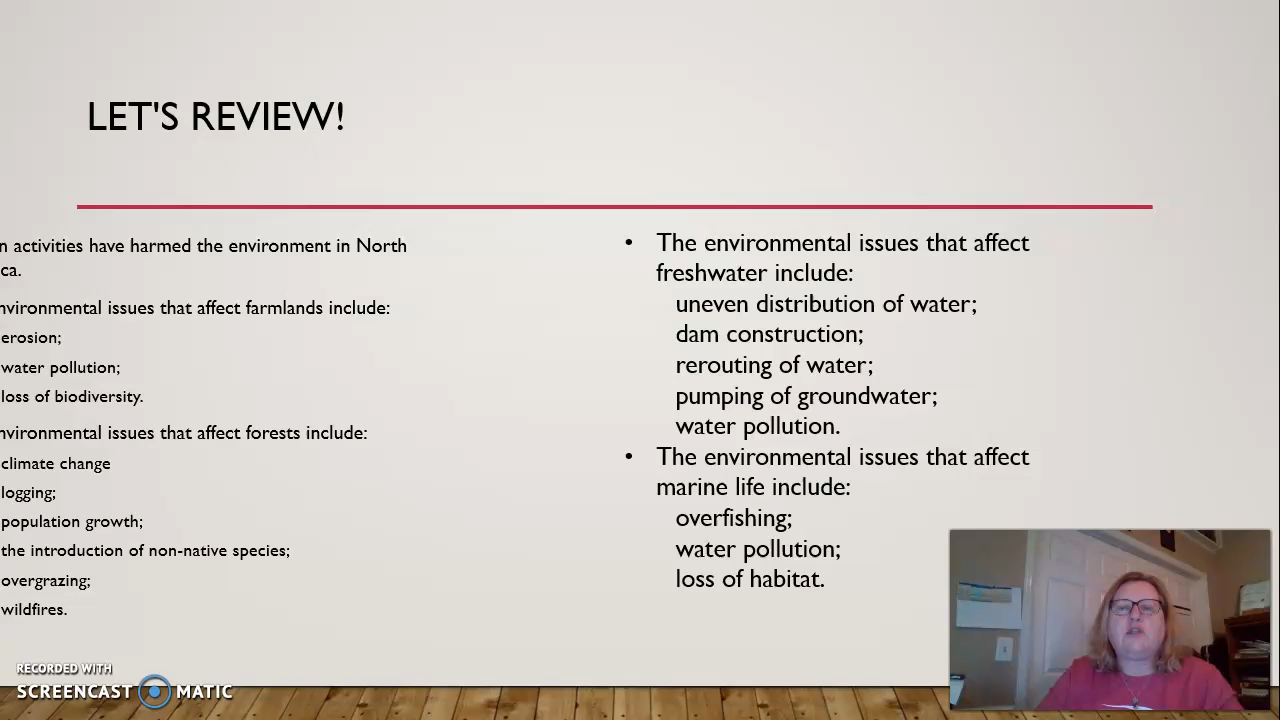 LET'S REVIEW!
activities have harmed the environment in North
environmental issues that affect farmlands include:
erosion;
water pollution;
loss of biodiversity.
environmental issues that affect forests include:
climate change
logging;
population growth;
the introduction of non-native species;
overgrazing;
wildfires.
• The environmental issues that affect
freshwater include:
uneven distribution of water;
dam construction;
rerouting of water;
pumping of groundwater;
water pollution.
• The environmental issues that affect
marine life include:
overfishing;
water pollution;
loss of habitat.
RECORDED WITH
SCREENCAST MATIC